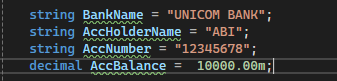 string BankName = "UNICOM BANK";
string AccHolderName = "ABI";
string AccNumber = "12345678";
decimal AccBalance =  10000.00m;